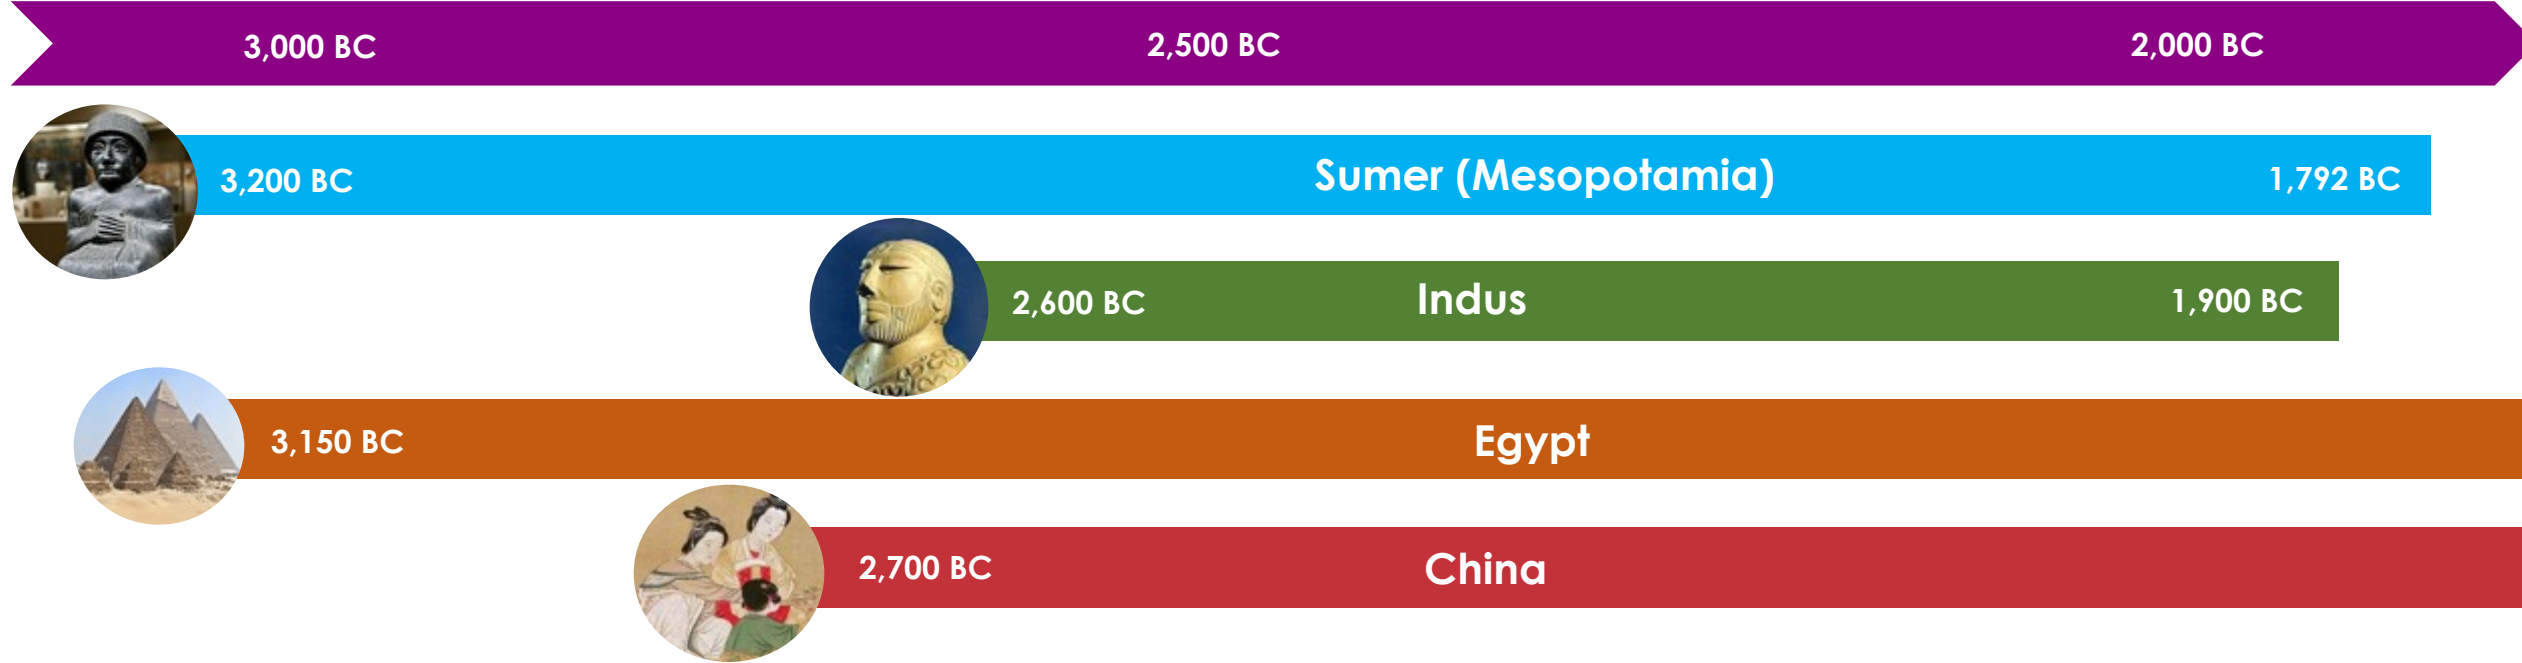 3,000 BC 2,500 BC 2,000 BC
3,200 BC Sumer (Mesopotamia) 1,792 BC
2,600 BC Indus 1,900 BC
3,150 BC Egypt
2,700 BC China